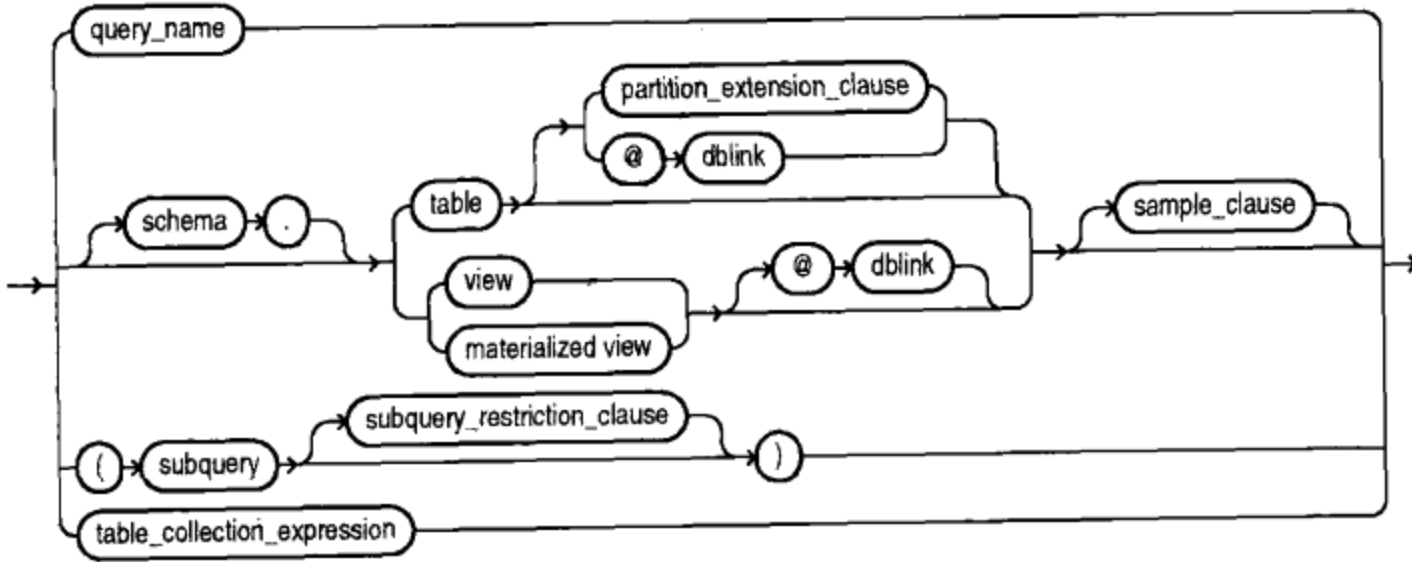 query_name
partition_extension_clause
@ dblink
table
schema .
sample_clause
view
@ dblink
materialized view
subquery_restriction_clause
( subquery )
table_collection_expression